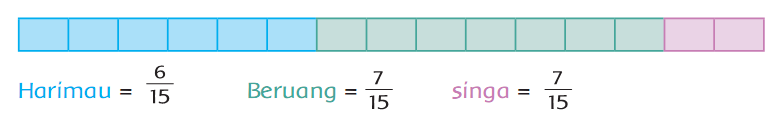 Harimau = 6/15 Beruang = 7/15 singa = 7/15